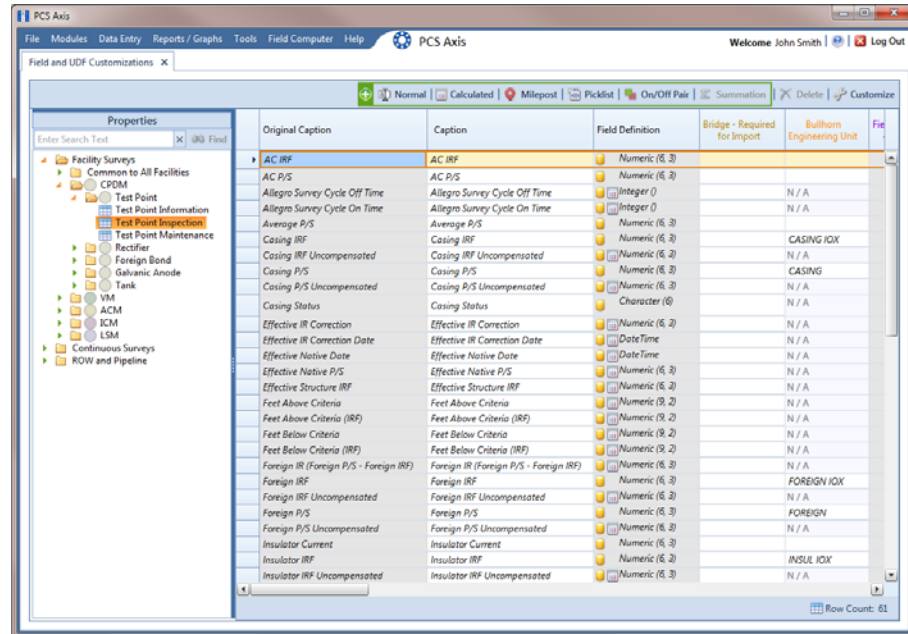 PCS Axis
File Modules Data Entry Reports / Graphs Tools Field Computer Help PCS Axis Welcome John Smith | | Log Out
Field and UDF Customizations X
Normal | Calculated | Milepost | Picklist | On/Off Pair | Summation | Delete | Customize
Properties
Enter Search Text X Find
Facility Surveys
Common to All Facilities
CPDM
Test Point
Test Point Information
Test Point Inspection
Test Point Maintenance
Rectifier
Foreign Bond
Galvanic Anode
Tank
VM
ACM
ICM
LSM
Continuous Surveys
ROW and Pipeline
Original Caption Caption Field Definition Bridge - Required for Import Bullhorn Engineering Unit Fie
AC IRF AC IRF Numeric (6, 3)
AC P/S AC P/S Numeric (6, 3)
Allegro Survey Cycle Off Time Allegro Survey Cycle Off Time Integer () N / A
Allegro Survey Cycle On Time Allegro Survey Cycle On Time Integer () N / A
Average P/S Average P/S Numeric (6, 3)
Casing IRF Casing IRF Numeric (6, 3) CASING IOX
Casing IRF Uncompensated Casing IRF Uncompensated Numeric (6, 3) N / A
Casing P/S Casing P/S Numeric (6, 3) CASING
Casing P/S Uncompensated Casing P/S Uncompensated Numeric (6, 3) N / A
Casing Status Casing Status Character (6) N / A
Effective IR Correction Effective IR Correction Numeric (6, 3) N / A
Effective IR Correction Date Effective IR Correction Date DateTime N / A
Effective Native Date Effective Native Date DateTime N / A
Effective Native P/S Effective Native P/S Numeric (6, 3) N / A
Effective Structure IRF Effective Structure IRF Numeric (6, 3) N / A
Feet Above Criteria Feet Above Criteria Numeric (9, 2) N / A
Feet Above Criteria (IRF) Feet Above Criteria (IRF) Numeric (9, 2) N / A
Feet Below Criteria Feet Below Criteria Numeric (9, 2) N / A
Feet Below Criteria (IRF) Feet Below Criteria (IRF) Numeric (9, 2) N / A
Foreign IR (Foreign P/S - Foreign IRF) Foreign IR (Foreign P/S - Foreign IRF) Numeric (6, 3) N / A
Foreign IRF Foreign IRF Numeric (6, 3) FOREIGN IOX
Foreign IRF Uncompensated Foreign IRF Uncompensated Numeric (6, 3) N / A
Foreign P/S Foreign P/S Numeric (6, 3) FOREIGN
Foreign P/S Uncompensated Foreign P/S Uncompensated Numeric (6, 3) N / A
Insulator Current Insulator Current Numeric (6, 3)
Insulator IRF Insulator IRF Numeric (6, 3) INSUL IOX
Insulator IRF Uncompensated Insulator IRF Uncompensated Numeric (6, 3) N / A
Row Count: 61